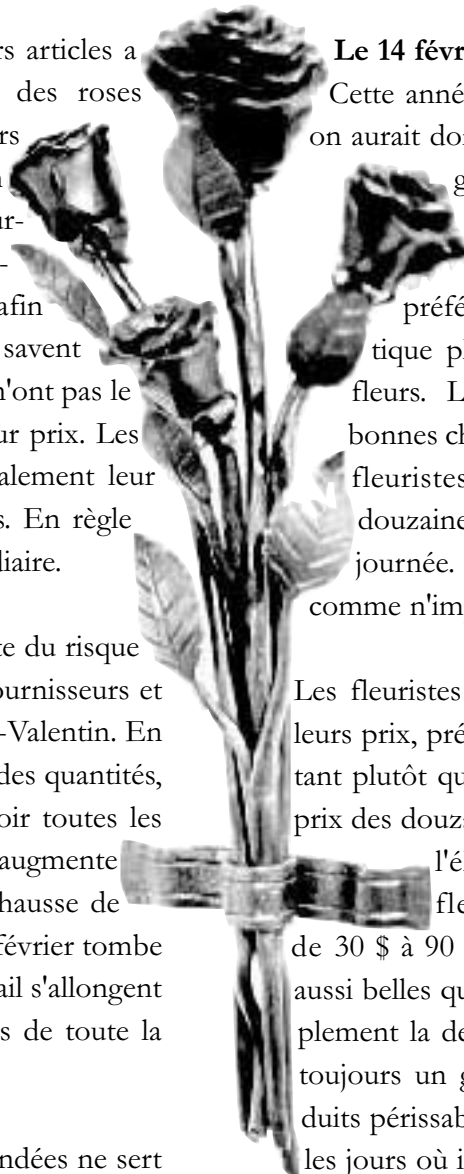 rs articles a
des roses
rs
n
ur-
-
afin
savent
n'ont pas le
ur prix. Les
alement leur
s. En règle
diaire.
te du risque
ournisseurs et
-Valentin. En
des quantités,
oir toutes les
augmente
hausse de
février tombe
ail s'allongent
s de toute la
ndées ne sert
Le 14 févr
Cette anné
on aurait do
g
préfé
tique pl
fleurs. L
bonnes ch
fleuristes
douzaine
journée.
comme n'im
Les fleuristes
leurs prix, pré
tant plutôt qu
prix des douz
l'él
fle
de 30 $ à 90
aussi belles qu
plement la de
toujours un g
duits périssab
les jours où i